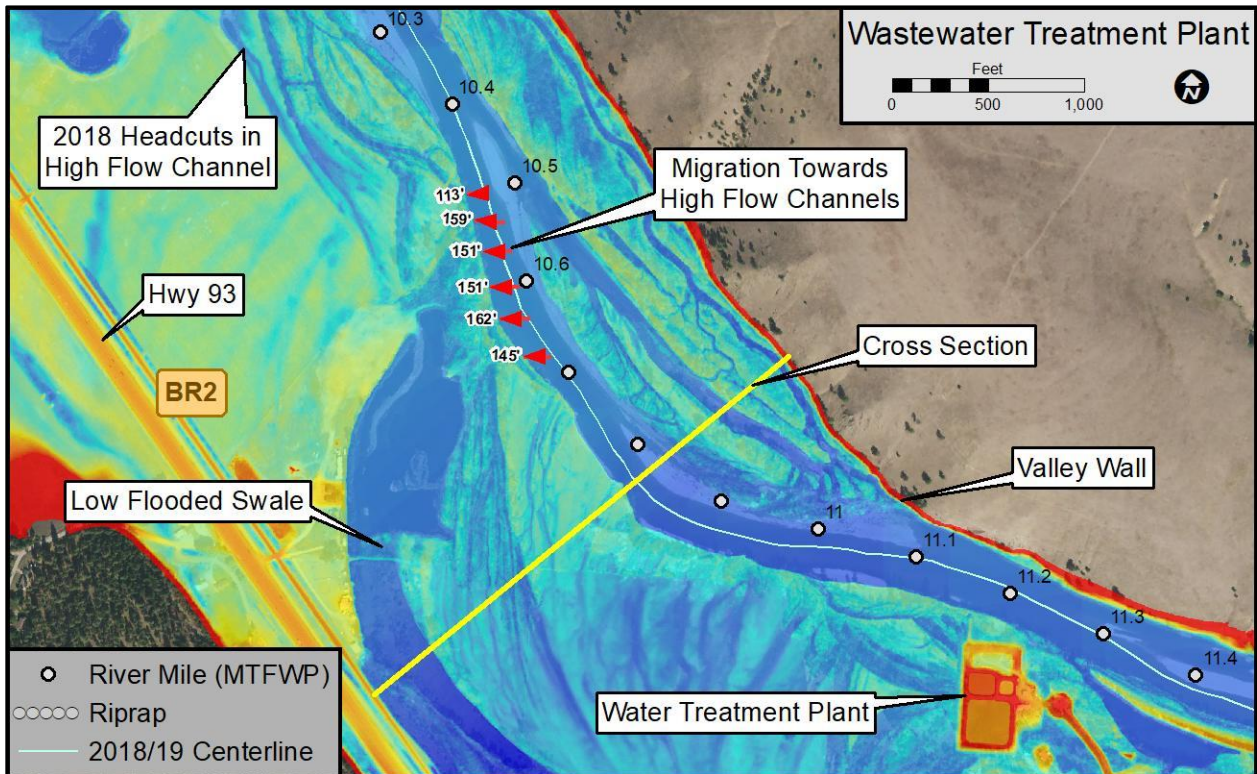 Wastewater Treatment Plant
Feet
0 500 1,000
N
10.3
10.4
2018 Headcuts in
High Flow Channel
10.5
Migration Towards
High Flow Channels
113'
159'
151'
10.6
151'
162'
145'
Hwy 93
BR2
Cross Section
Low Flooded Swale
Valley Wall
11
11.1
11.2
11.3
11.4
Water Treatment Plant
River Mile (MTFWP)
Riprap
2018/19 Centerline